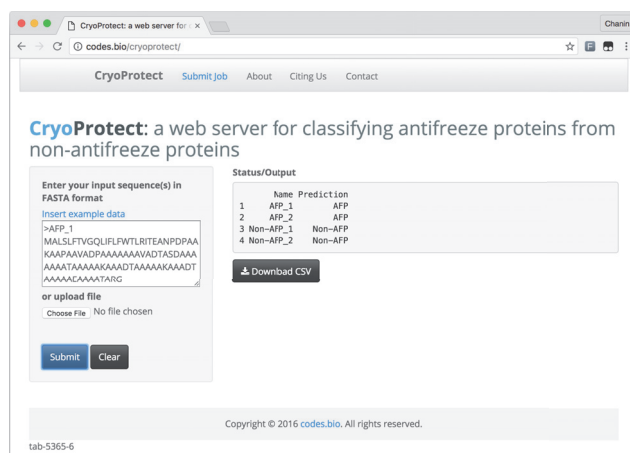 CryoProtect: a web server for c ×
Chanin
codes.bio/cryoprotect/
CryoProtect Submit Job About Citing Us Contact
CryoProtect: a web server for classifying antifreeze proteins from
non-antifreeze proteins
Enter your input sequence(s) in
FASTA format
Insert example data
>AFP_1
MALSLFTVGQLIFLFWTLRITEANPDPAA
KAAPAAVADPAAAAAAVADTASDAAA
AAAATAAAAAKAAADTAAAAAKAAADT
AAAAAEAAAATARG
or upload file
Choose File No file chosen
Submit Clear
Status/Output
Name Prediction
1 AFP_1 AFP
2 AFP_2 AFP
3 Non-AFP_1 Non-AFP
4 Non-AFP_2 Non-AFP
Downbad CSV
Copyright © 2016 codes.bio. All rights reserved.
tab-5365-6